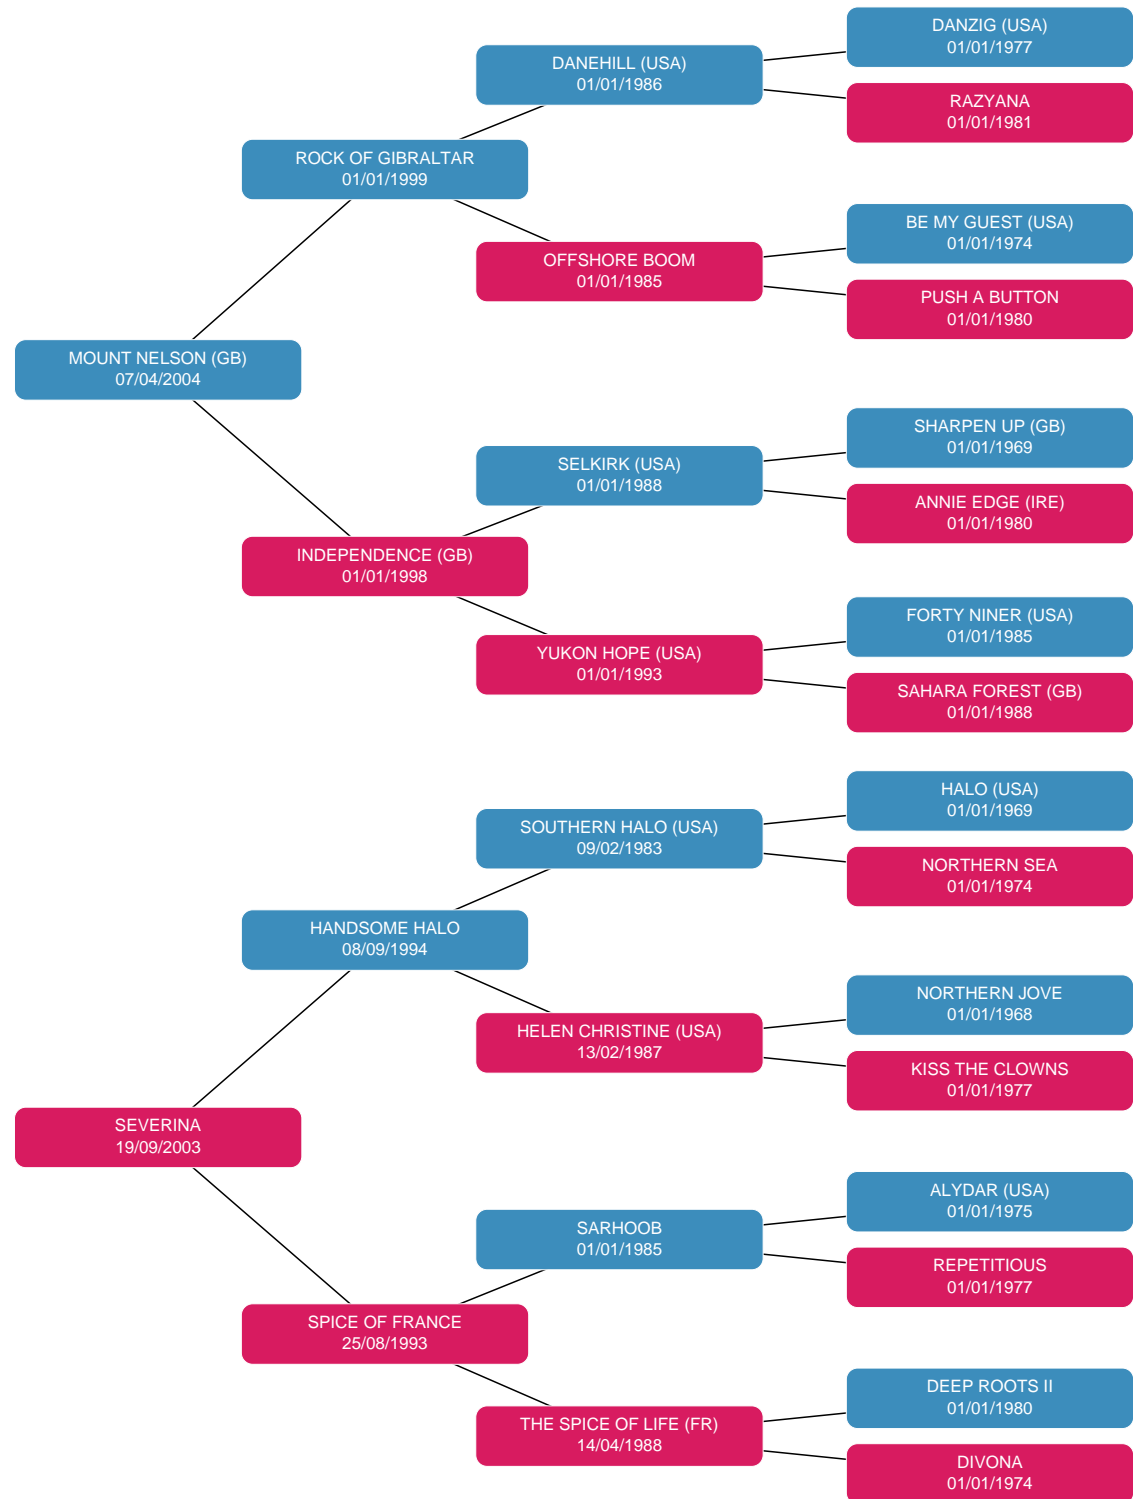 DANZIG (USA)
01/01/1977
DANEHILL (USA)
01/01/1986
RAZYANA
01/01/1981
ROCK OF GIBRALTAR
01/01/1999
BE MY GUEST (USA)
01/01/1974
OFFSHORE BOOM
01/01/1985
PUSH A BUTTON
01/01/1980
MOUNT NELSON (GB)
07/04/2004
SHARPEN UP (GB)
01/01/1969
SELKIRK (USA)
01/01/1988
ANNIE EDGE (IRE)
01/01/1980
INDEPENDENCE (GB)
01/01/1998
FORTY NINER (USA)
01/01/1985
YUKON HOPE (USA)
01/01/1993
SAHARA FOREST (GB)
01/01/1988
HALO (USA)
01/01/1969
SOUTHERN HALO (USA)
09/02/1983
NORTHERN SEA
01/01/1974
HANDSOME HALO
08/09/1994
NORTHERN JOVE
01/01/1968
HELEN CHRISTINE (USA)
13/02/1987
KISS THE CLOWNS
01/01/1977
SEVERINA
19/09/2003
ALYDAR (USA)
01/01/1975
SARHOOB
01/01/1985
REPETITIOUS
01/01/1977
SPICE OF FRANCE
25/08/1993
DEEP ROOTS II
01/01/1980
THE SPICE OF LIFE (FR)
14/04/1988
DIVONA
01/01/1974